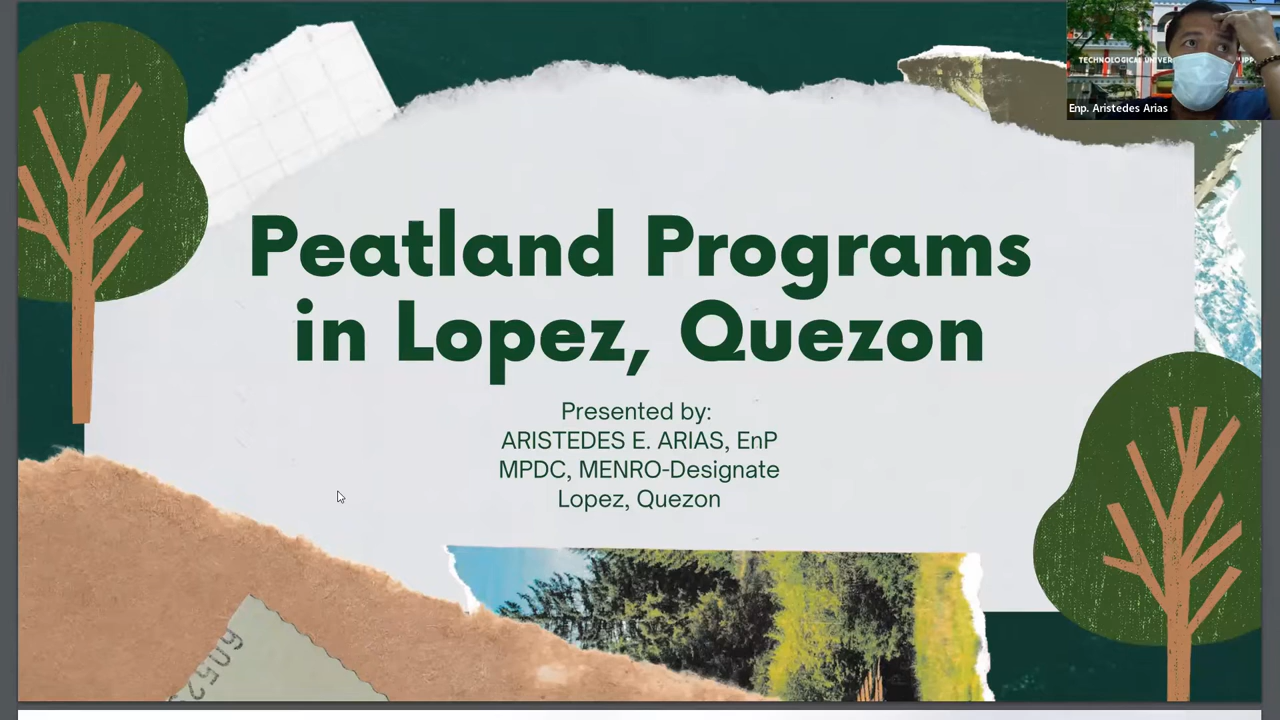 TECHNOLOGICAL UNIVER
Enp. Aristedes Arias
Peatland Programs
in Lopez, Quezon
Presented by:
ARISTEDES E. ARIAS, EnP
MPDC, MENRO-Designate
Lopez, Quezon